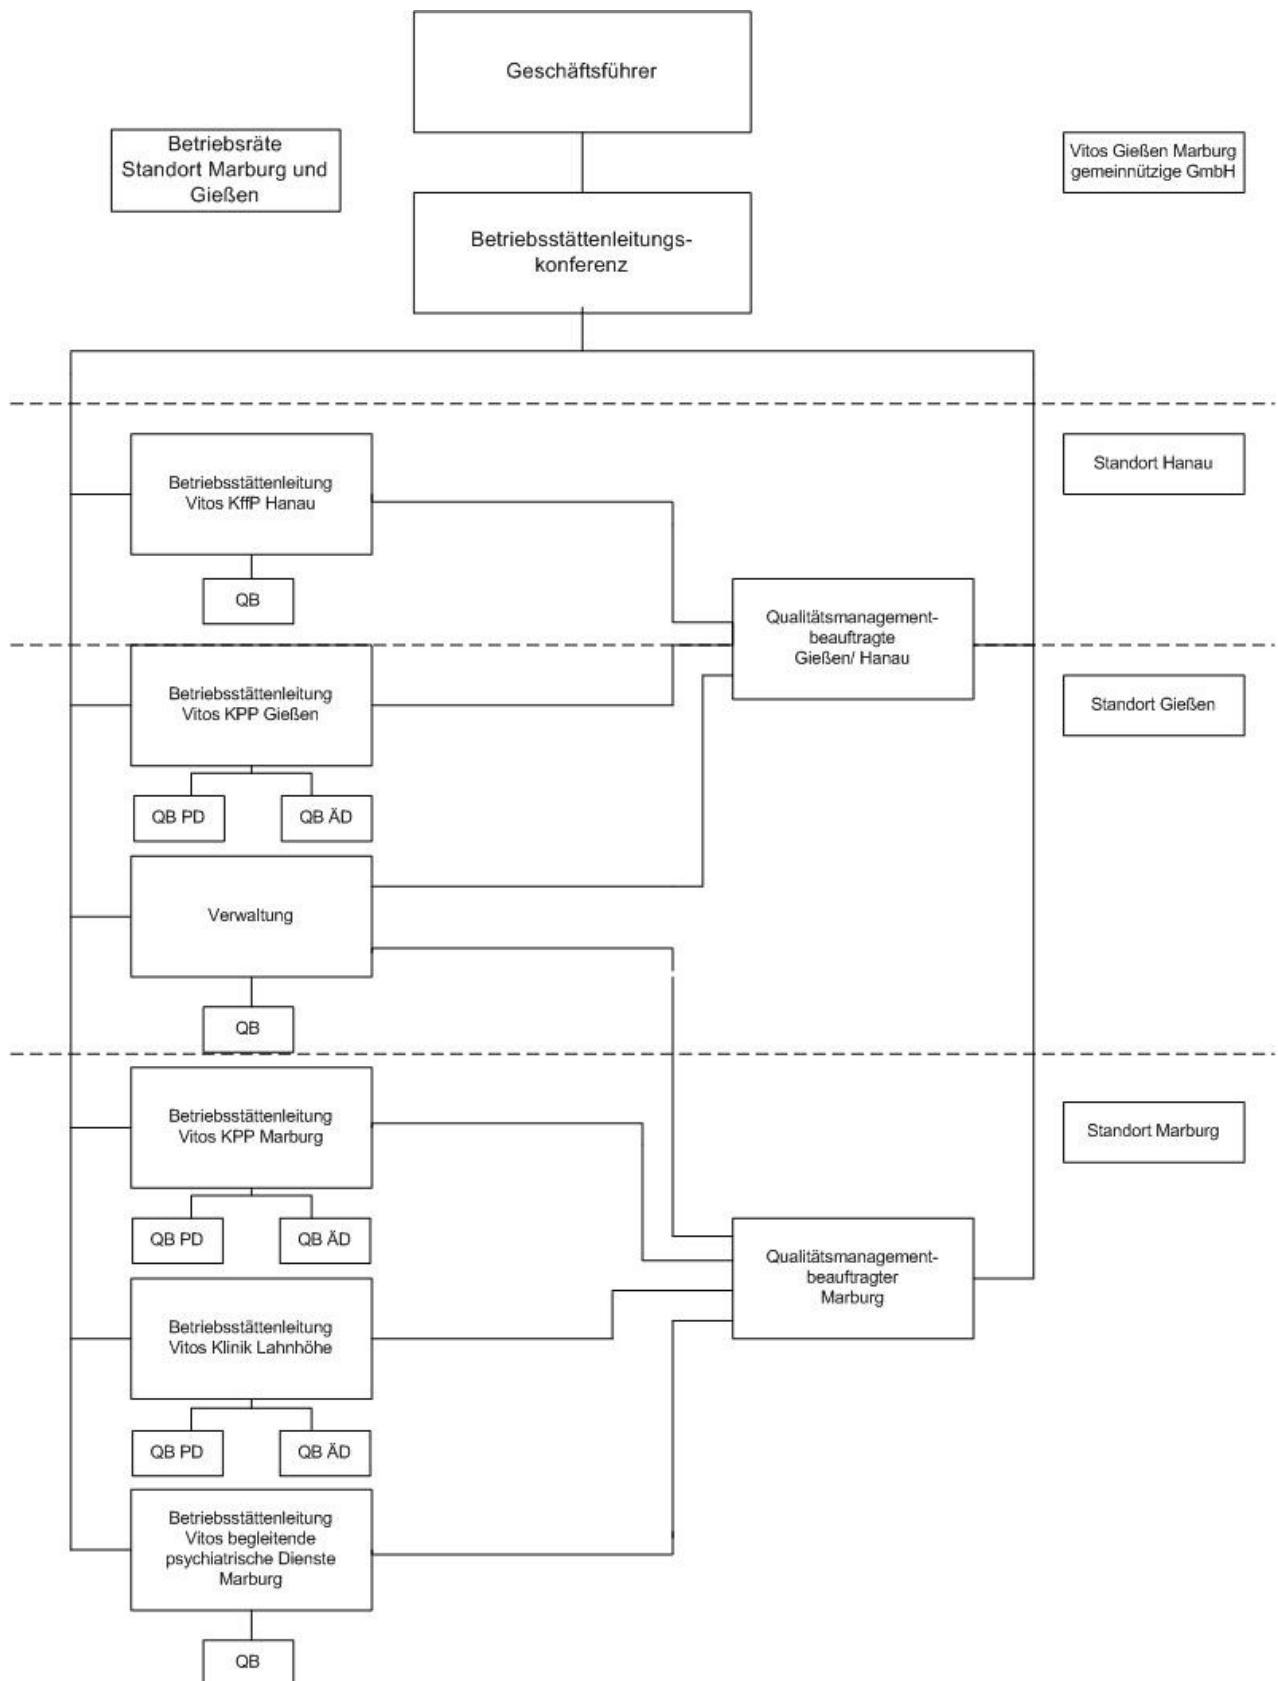 Geschäftsführer
Betriebsräte
Standort Marburg und
Gießen
Vitos Gießen Marburg
gemeinnützige GmbH
Betriebsstättenleitungs-
konferenz
Betriebsstättenleitung
Vitos KffP Hanau
Standort Hanau
QB
Qualitätsmanagement-
beauftragte
Gießen/ Hanau
Betriebsstättenleitung
Vitos KPP Gießen
Standort Gießen
QB PD
QB ÄD
Verwaltung
QB
Betriebsstättenleitung
Vitos KPP Marburg
Standort Marburg
QB PD
QB ÄD
Qualitätsmanagement-
beauftragter
Marburg
Betriebsstättenleitung
Vitos Klinik Lahnhöhe
QB PD
QB ÄD
Betriebsstättenleitung
Vitos begleitende
psychiatrische Dienste
Marburg
QB